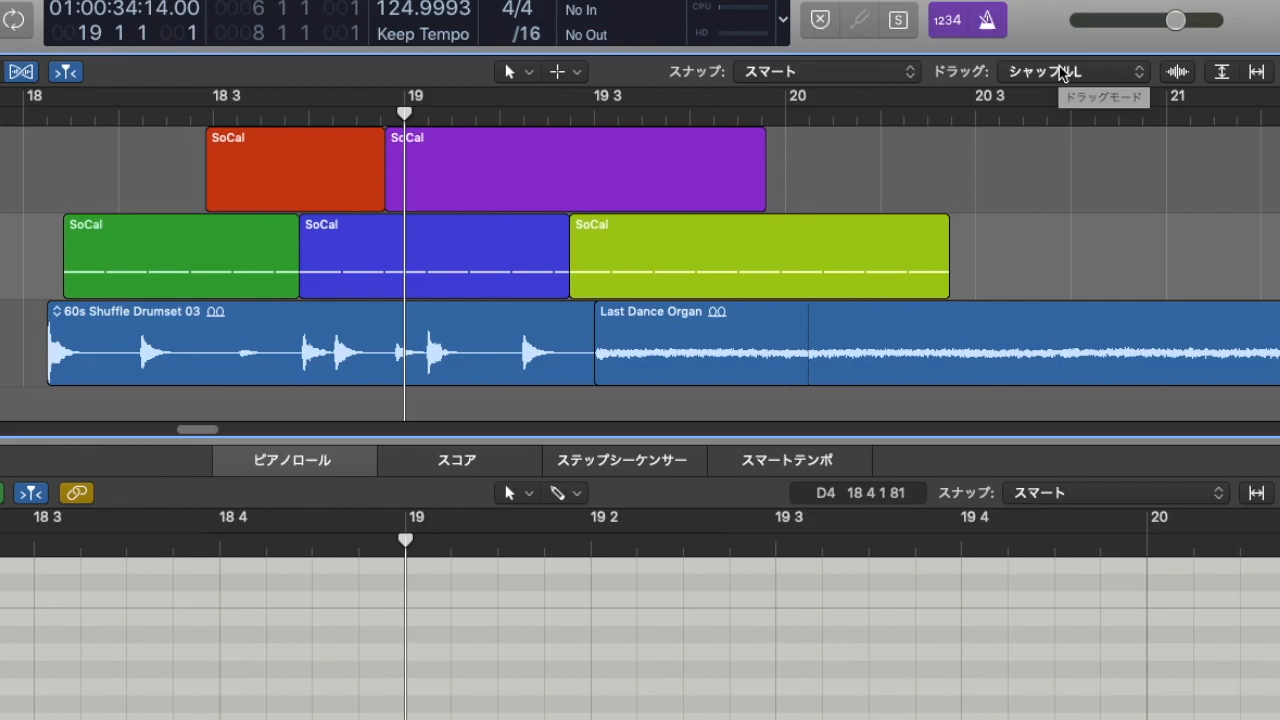 01:00:34:14.00
0019 1 1 001
0006 1 1 001
0008 1 1 001
124.9993
Keep Tempo
4/4
/16
No In
No Out
CPU
HD
S
1234
スナップ: スマート
ドラッグ: シャッフルL
18
18 3
19
19 3
20
20 3
21
ドラッグモード
SoCal
SoCal
SoCal
SoCal
SoCal
60s Shuffle Drumset 03
Last Dance Organ
ピアノロール
スコア
ステップシーケンサー
スマートテンポ
D4 18 4 1 81
スナップ: スマート
18 3
18 4
19
19 2
19 3
19 4
20